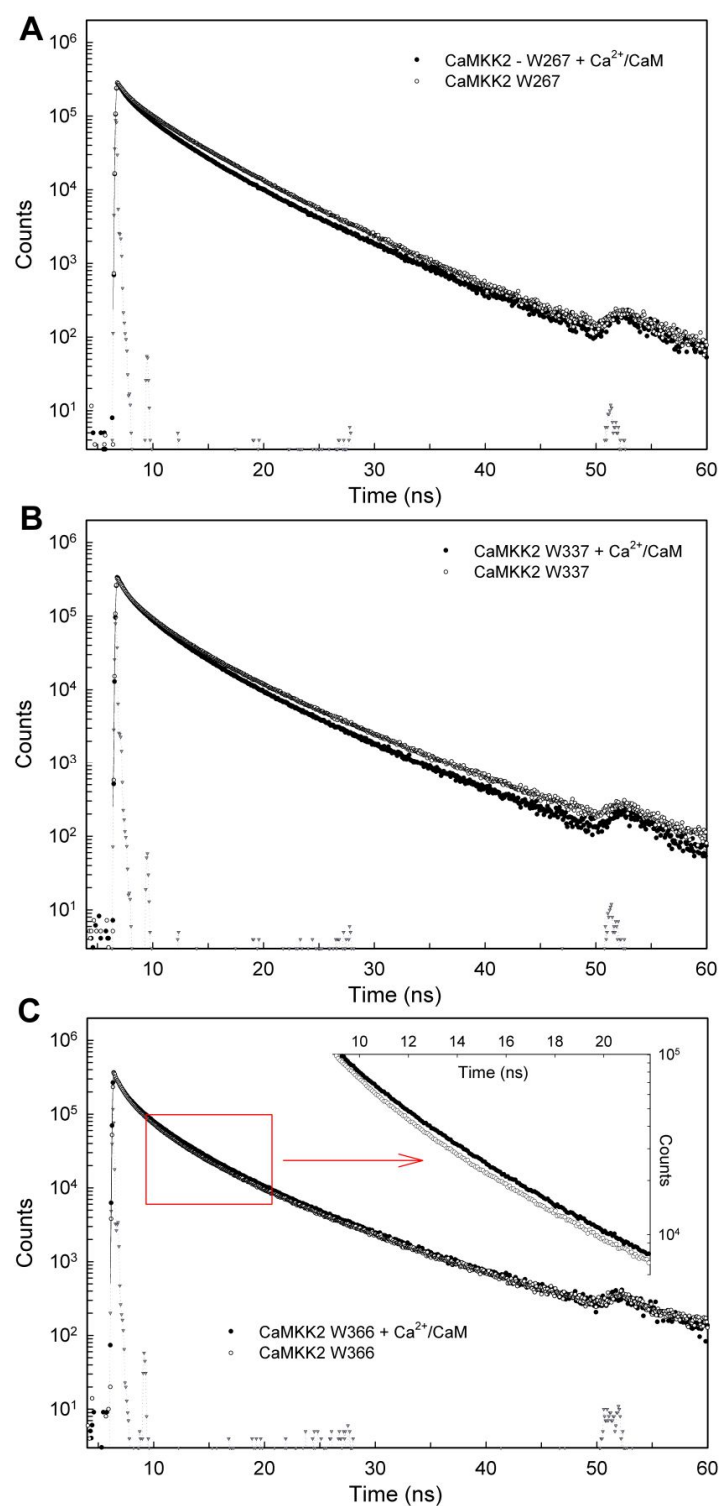 A
10⁶
10⁵
10⁴
10³
10²
10¹
Counts
CaMKK2 - W267 + Ca²⁺/CaM
CaMKK2 W267
10 20 30 40 50 60
Time (ns)
B
10⁶
10⁵
10⁴
10³
10²
10¹
Counts
CaMKK2 W337 + Ca²⁺/CaM
CaMKK2 W337
10 20 30 40 50 60
Time (ns)
C
10⁶
10⁵
10⁴
10³
10²
10¹
Counts
10 12 14 16 18 20
Time (ns)
10⁵
Counts
10⁴
CaMKK2 W366 + Ca²⁺/CaM
CaMKK2 W366
10 20 30 40 50 60
Time (ns)